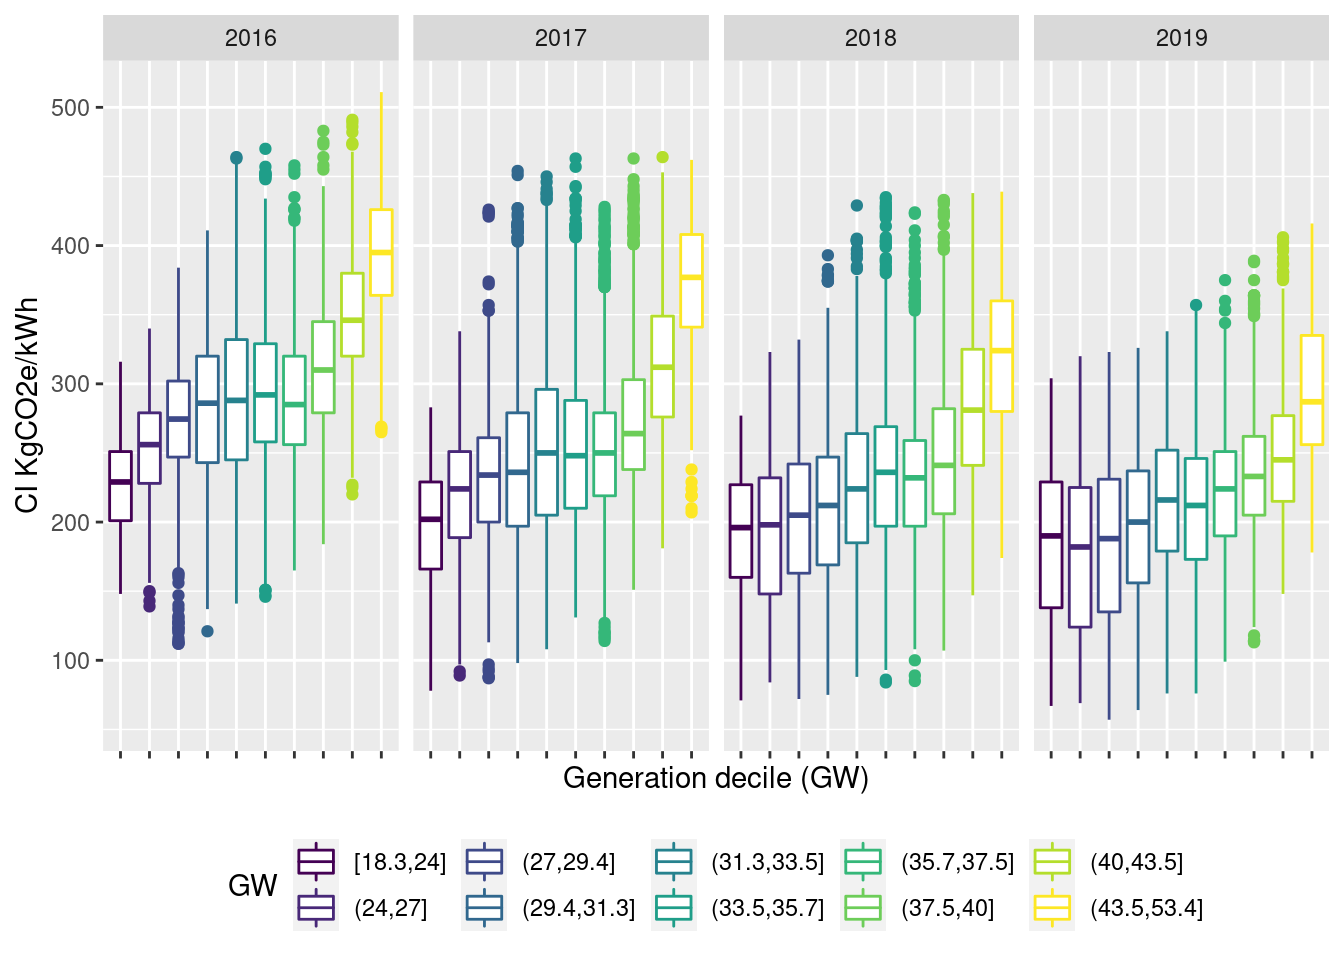 2016 2017 2018 2019
500
400
300
200
100
CI KgCO2e/kWh
Generation decile (GW)
GW
[18.3,24] (27,29.4] (31.3,33.5] (35.7,37.5] (40,43.5]
(24,27] (29.4,31.3] (33.5,35.7] (37.5,40] (43.5,53.4]